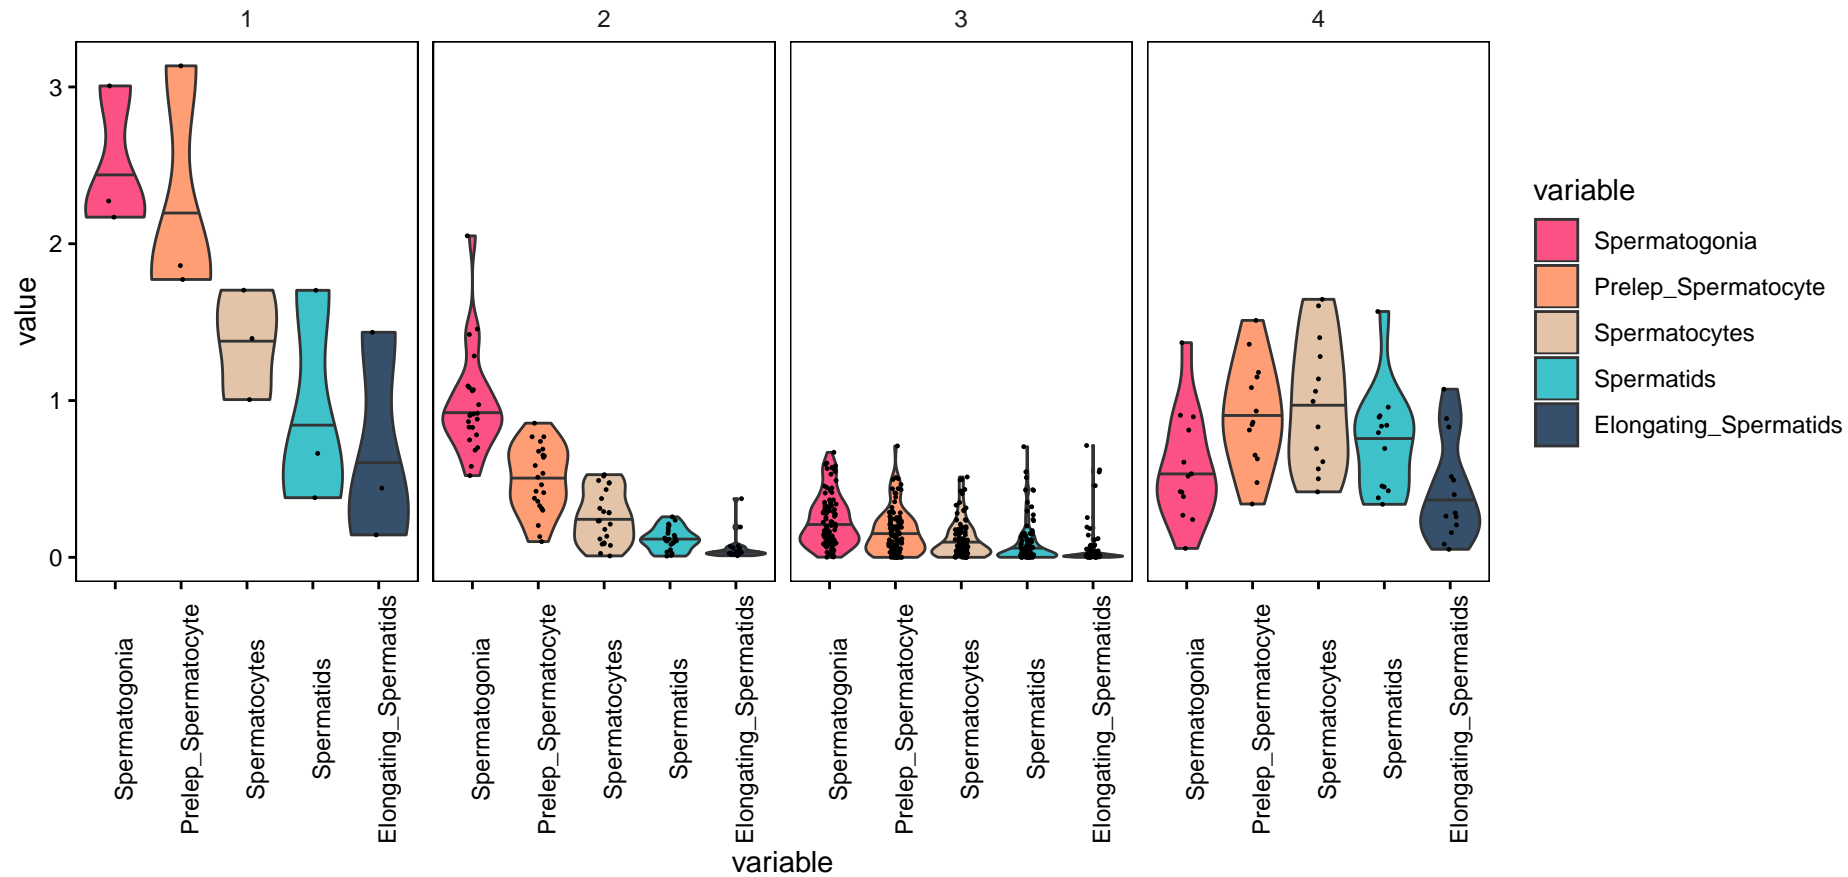 1 2 3 4
3
2
1
0
value
Spermatogonia
Prelep_Spermatocyte
Spermatocytes
Spermatids
Elongating_Spermatids
Spermatogonia
Prelep_Spermatocyte
Spermatocytes
Spermatids
Elongating_Spermatids
Spermatogonia
Prelep_Spermatocyte
Spermatocytes
Spermatids
Elongating_Spermatids
Spermatogonia
Prelep_Spermatocyte
Spermatocytes
Spermatids
Elongating_Spermatids
variable
variable
Spermatogonia
Prelep_Spermatocyte
Spermatocytes
Spermatids
Elongating_Spermatids